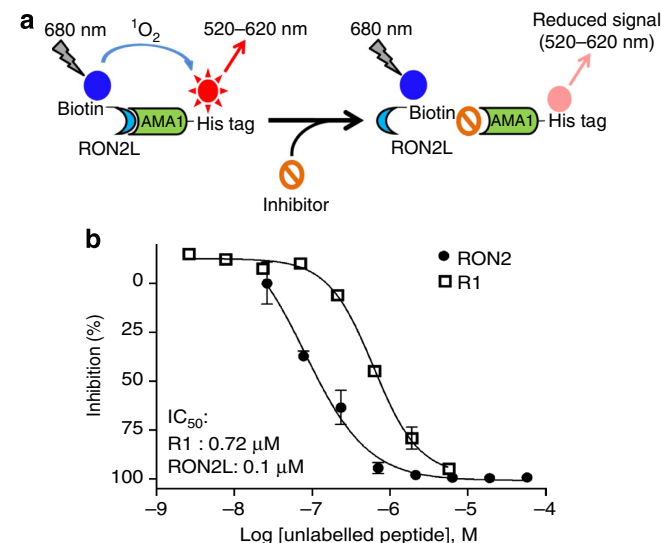 a
680 nm
¹O₂
520–620 nm
Biotin
AMA1
His tag
RON2L
Inhibitor
680 nm
Reduced signal
(520–620 nm)
Biotin
AMA1
His tag
RON2L
b
RON2
R1
Inhibition (%)
0
25
50
75
100
IC₅₀:
R1 : 0.72 μM
RON2L: 0.1 μM
–9
–8
–7
–6
–5
–4
Log [unlabelled peptide], M